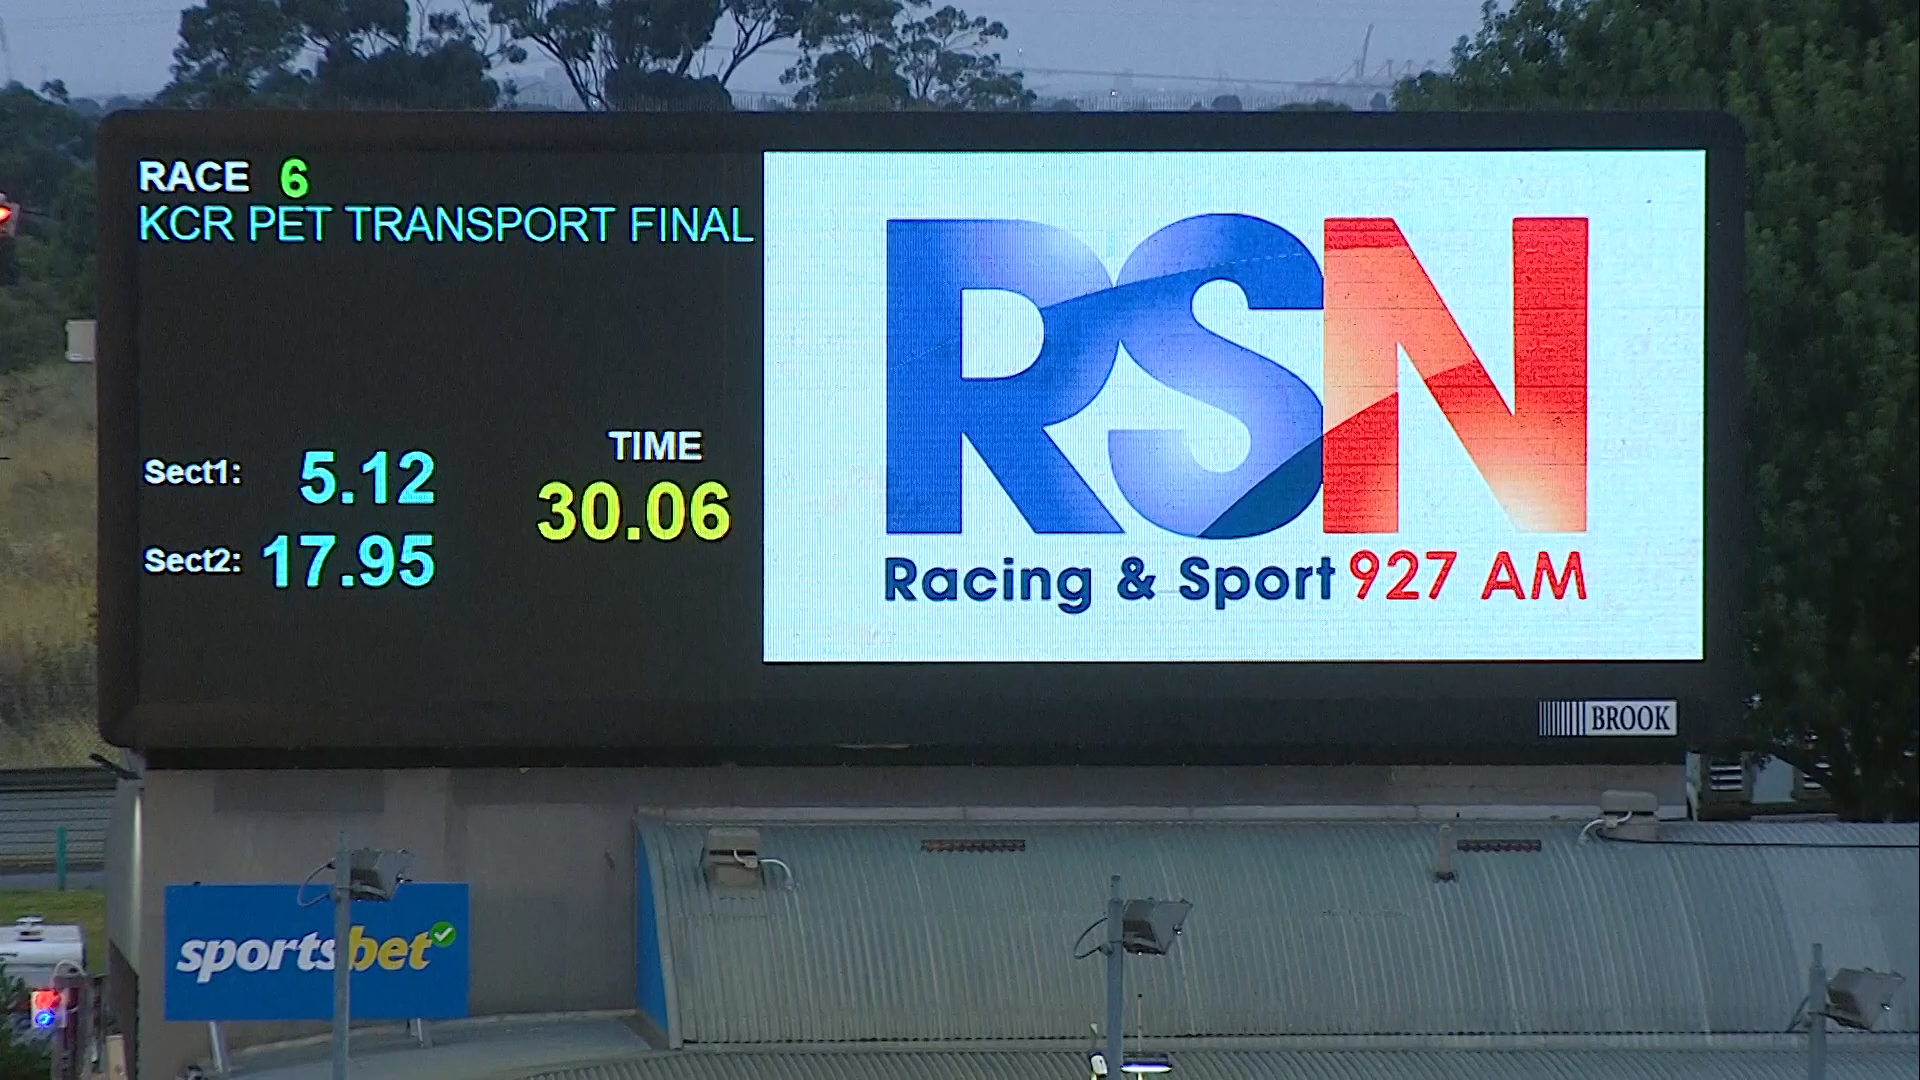 RACE 6
KCR PET TRANSPORT FINAL
TIME
Sect1: 5.12
30.06
Sect2: 17.95
RSN
Racing & Sport 927 AM
BROOK
sportsbet